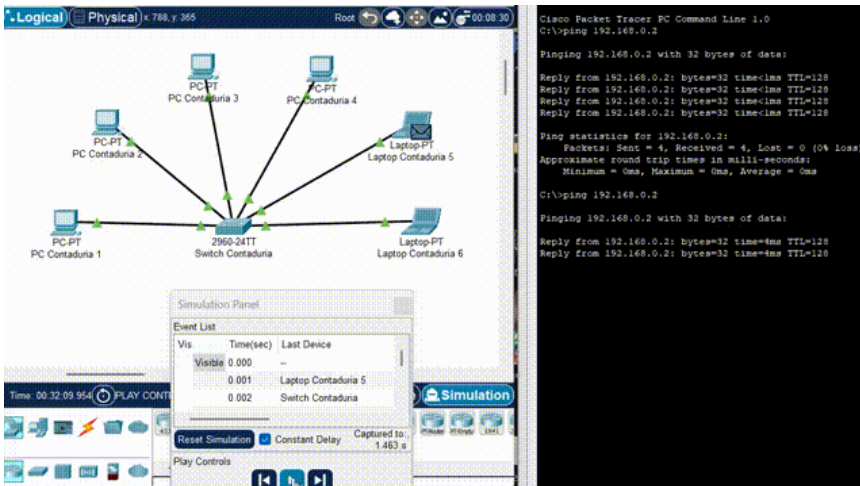 Logical
Physical
x: 788, y: 365
Root
00:08:30
PC-PT
PC Contaduria 3
PC-PT
PC Contaduria 4
PC-PT
PC Contaduria 2
Laptop-PT
Laptop Contaduria 5
PC-PT
PC Contaduria 1
2960-24TT
Switch Contaduria
Laptop-PT
Laptop Contaduria 6
Simulation Panel
Event List
Vis. Time(sec) Last Device
Visible 0.000 --
0.001 Laptop Contaduria 5
0.002 Switch Contaduria
Reset Simulation Constant Delay Captured to:
1.463 s
Play Controls
Time: 00:32:09.954 PLAY CONT
Simulation
1941
Cisco Packet Tracer PC Command Line 1.0
C:\>ping 192.168.0.2
Pinging 192.168.0.2 with 32 bytes of data:
Reply from 192.168.0.2: bytes=32 time<1ms TTL=128
Reply from 192.168.0.2: bytes=32 time<1ms TTL=128
Reply from 192.168.0.2: bytes=32 time<1ms TTL=128
Reply from 192.168.0.2: bytes=32 time<1ms TTL=128
Ping statistics for 192.168.0.2:
Packets: Sent = 4, Received = 4, Lost = 0 (0% loss)
Approximate round trip times in milli-seconds:
Minimum = 0ms, Maximum = 0ms, Average = 0ms
C:\>ping 192.168.0.2
Pinging 192.168.0.2 with 32 bytes of data:
Reply from 192.168.0.2: bytes=32 time=4ms TTL=128
Reply from 192.168.0.2: bytes=32 time=4ms TTL=128